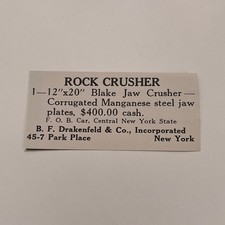 ROCK CRUSHER
1—12"x20" Blake Jaw Crusher—
Corrugated Manganese steel jaw
plates, $400.00 cash.
F. O. B. Car, Central New York State
B. F. Drakenfeld & Co., Incorporated
45-7 Park Place New York